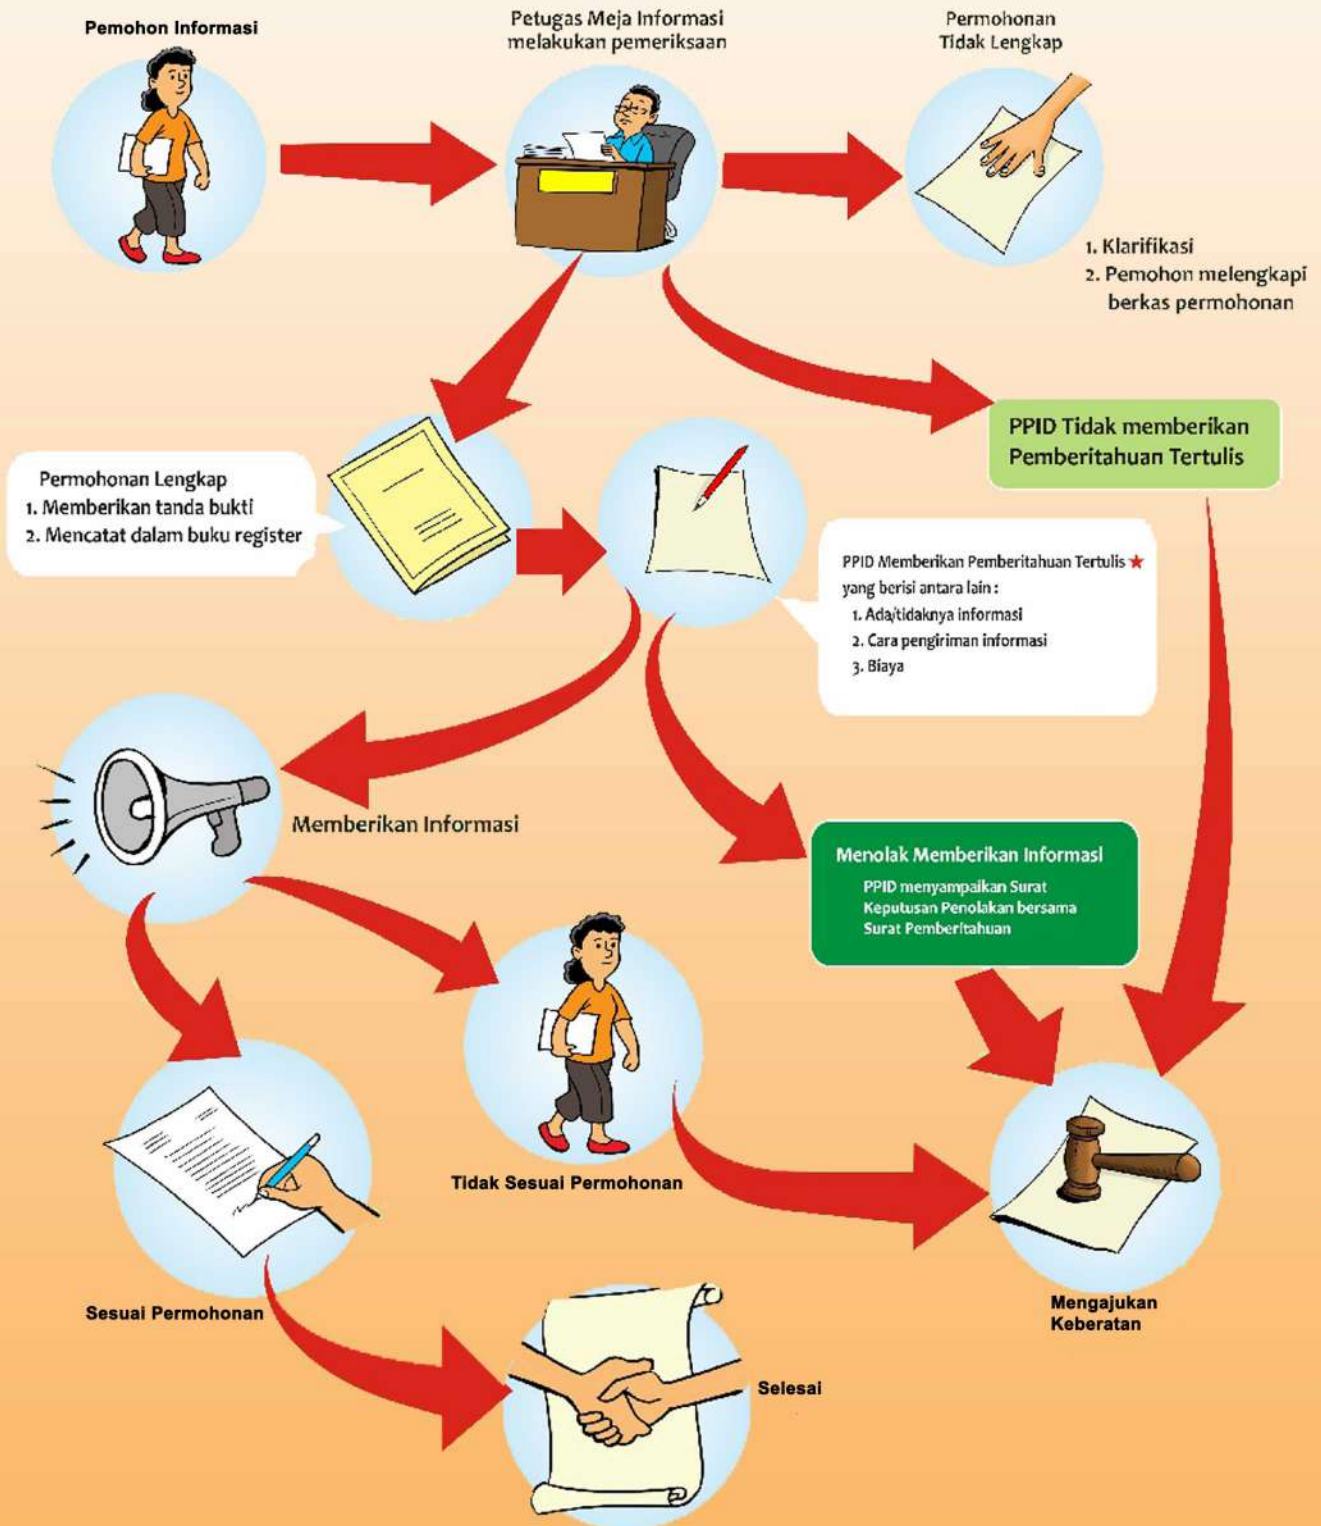 Pemohon Informasi
Petugas Meja Informasi
melakukan pemeriksaan
Permohonan
Tidak Lengkap
1. Klarifikasi
2. Pemohon melengkapi
berkas permohonan
PPID Tidak memberikan
Pemberitahuan Tertulis
Permohonan Lengkap
1. Memberikan tanda bukti
2. Mencatat dalam buku register
PPID Memberikan Pemberitahuan Tertulis ★
yang berisi antara lain :
1. Ada/tidaknya informasi
2. Cara pengiriman informasi
3. Biaya
Memberikan Informasi
Menolak Memberikan Informasi
PPID menyampaikan Surat
Keputusan Penolakan bersama
Surat Pemberitahuan
Tidak Sesuai Permohonan
Sesuai Permohonan
Mengajukan
Keberatan
Selesai